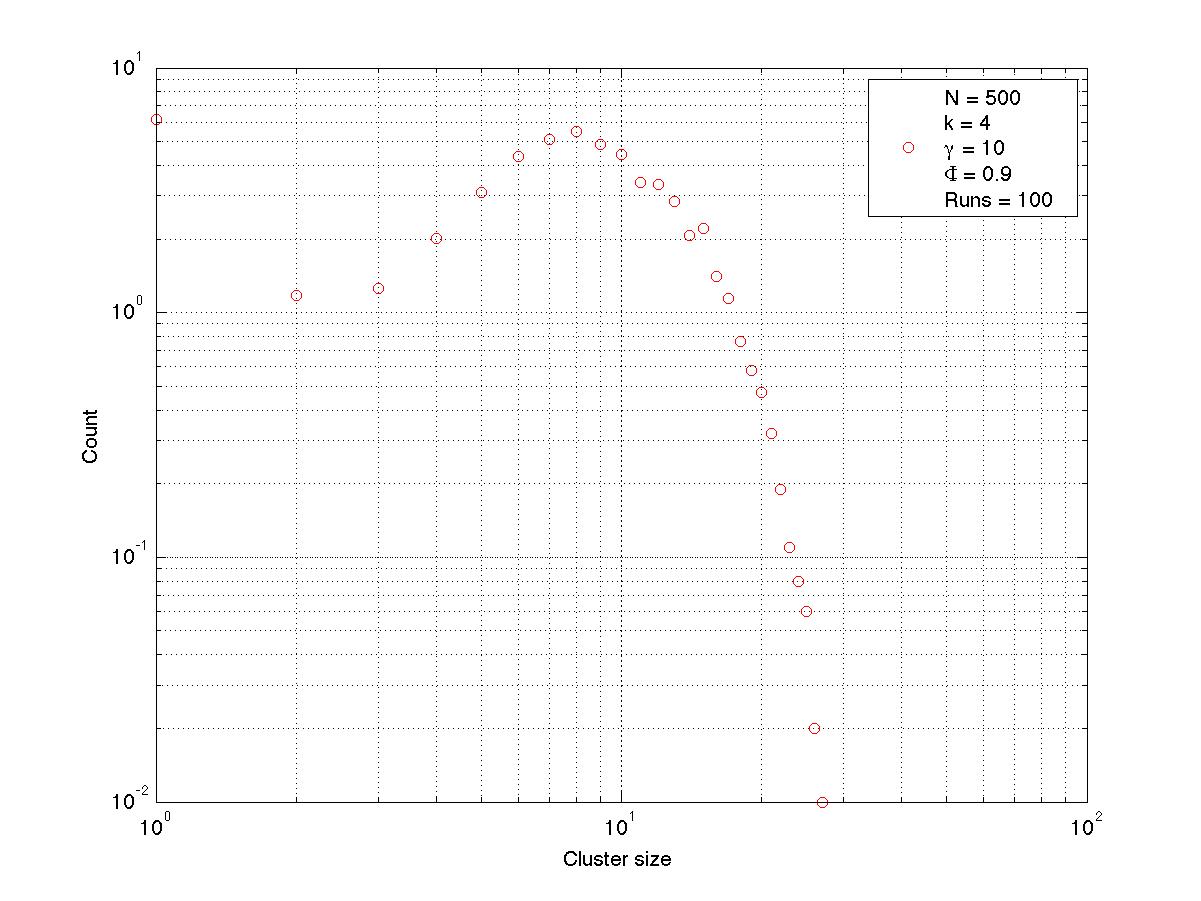 10^1
N = 500
k = 4
γ = 10
Φ = 0.9
Runs = 100
10^0
Count
10^-1
10^-2
10^0 10^1 10^2
Cluster size